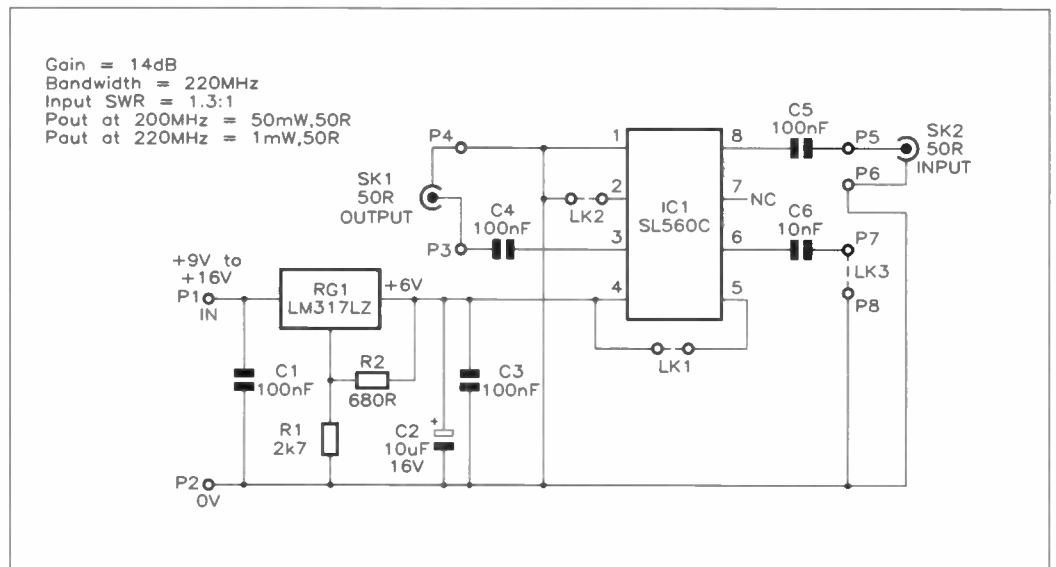 Gain = 14dB
Bandwidth = 220MHz
Input SWR = 1.3:1
Pout at 200MHz = 50mW,50R
Pout at 220MHz = 1mW,50R
P4
SK1
50R
OUTPUT
P3
C4
100nF
LK2
1
2
3
4
IC1
SL560C
8
7
6
5
NC
C5
100nF
P5
SK2
50R
INPUT
P6
C6
10nF
P7
LK3
P8
LK1
+9V to
+16V
P1
IN
RG1
LM317LZ
+6V
C1
100nF
R2
680R
R1
2k7
C2
+
10uF
16V
C3
100nF
P2
0V